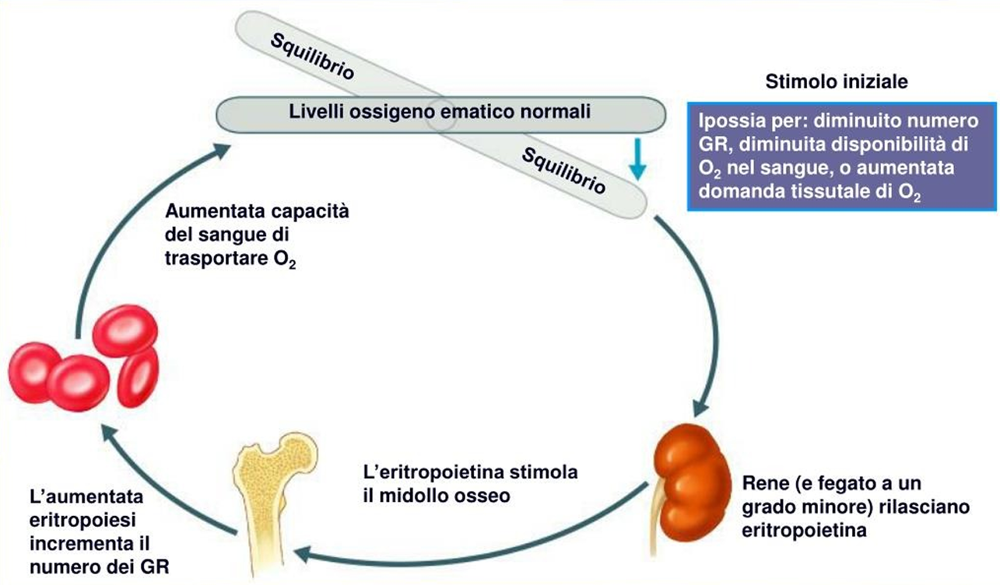 Squilibrio
Livelli ossigeno ematico normali
Squilibrio
Stimolo iniziale
Ipossia per: diminuito numero
GR, diminuita disponibilità di
O₂ nel sangue, o aumentata
domanda tissutale di O₂
Rene (e fegato a un
grado minore) rilasciano
eritropoietina
L'eritropoietina stimola
il midollo osseo
L'aumentata
eritropoiesi
incrementa il
numero dei GR
Aumentata capacità
del sangue di
trasportare O₂